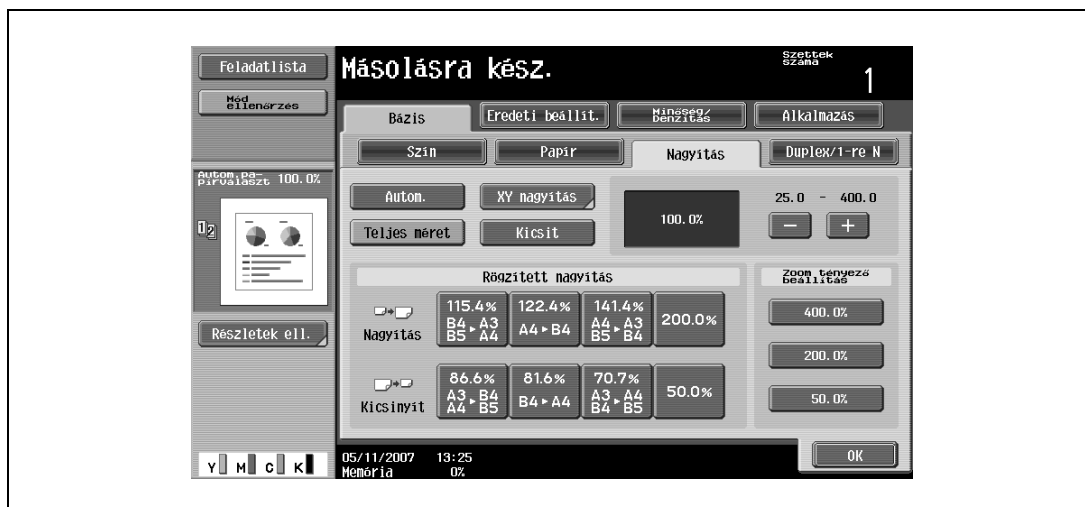 Feladatlista
Másolásra kész.
Szettek
száma
1
Mód
ellenőrzés
Bázis
Eredeti beállít.
Minőség/
Denzitás
Alkalmazás
Szín
Papír
Nagyítás
Duplex/1-re N
Autom.pa-
pírválaszt 100.0%
1 2
Autom.
XY nagyítás
100.0%
25.0 - 400.0
Teljes méret
Kicsit
− +
Rögzített nagyítás
Zoom tényező
beállítás
Nagyítás
115.4%
B4 ▸ A3
B5 ▸ A4
122.4%
A4 ▸ B4
141.4%
A4 ▸ A3
B5 ▸ B4
200.0%
400.0%
Részletek ell.
200.0%
Kicsinyít
86.6%
A3 ▸ B4
A4 ▸ B5
81.6%
B4 ▸ A4
70.7%
A3 ▸ A4
B4 ▸ B5
50.0%
50.0%
Y M C K
05/11/2007 13:25
Memória 0%
OK